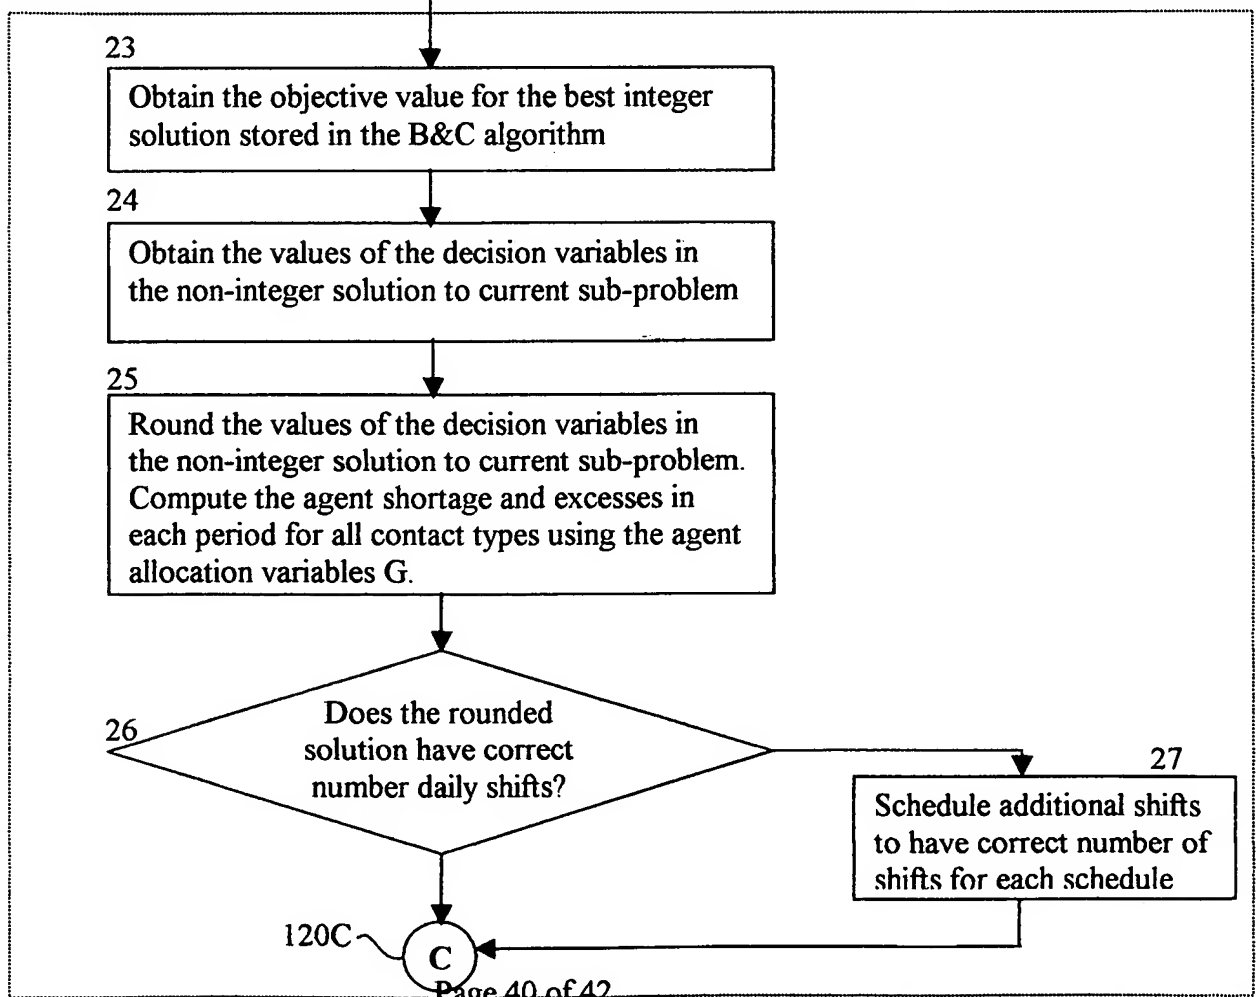 23
Obtain the objective value for the best integer
solution stored in the B&C algorithm
24
Obtain the values of the decision variables in
the non-integer solution to current sub-problem
25
Round the values of the decision variables in
the non-integer solution to current sub-problem.
Compute the agent shortage and excesses in
each period for all contact types using the agent
allocation variables G.
26
Does the rounded
solution have correct
number daily shifts?
27
Schedule additional shifts
to have correct number of
shifts for each schedule
120C
C
Page 40 of 42